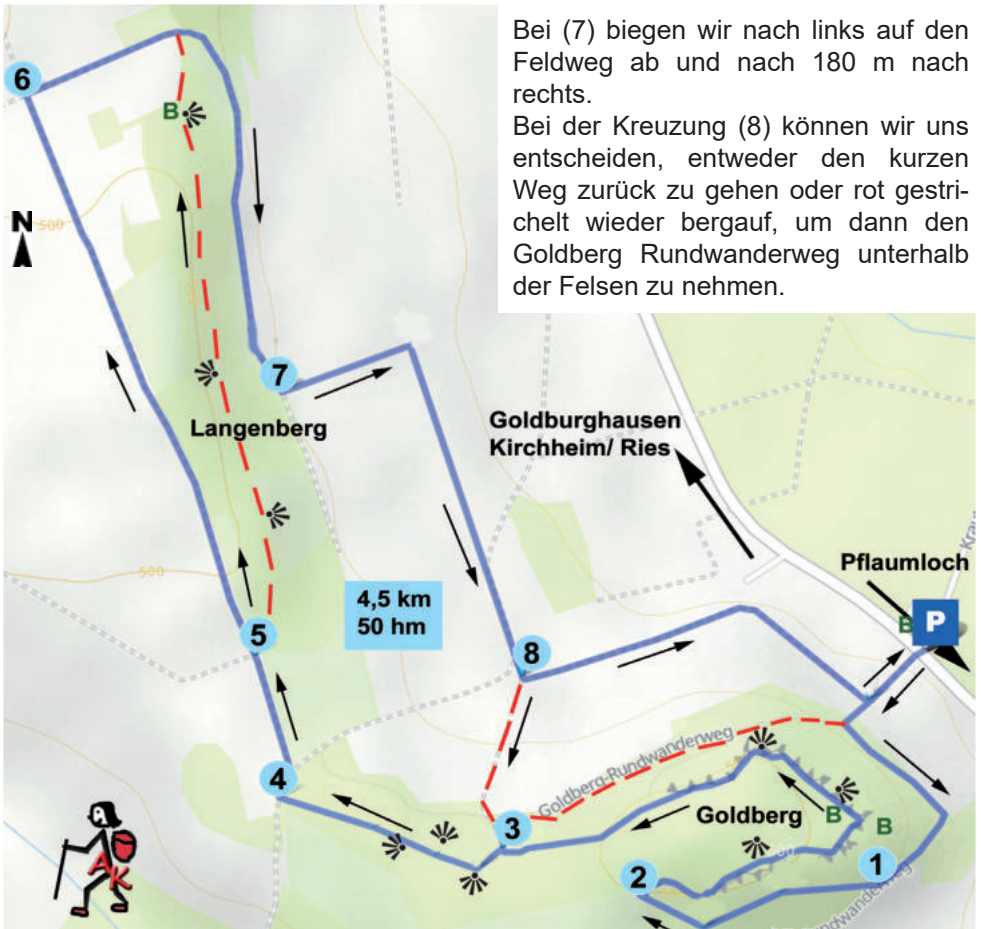 Bei (7) biegen wir nach links auf den
Feldweg ab und nach 180 m nach
rechts.
Bei der Kreuzung (8) können wir uns
entscheiden, entweder den kurzen
Weg zurück zu gehen oder rot gestri-
chelt wieder bergauf, um dann den
Goldberg Rundwanderweg unterhalb
der Felsen zu nehmen.
6
B
N
500
7
Langenberg
Goldburghausen
Kirchheim/ Ries
500
Pflaumloch
4,5 km
50 hm
B
P
5
8
Goldberg-Rundwanderweg
4
3
Goldberg
B
B
1
2
AK